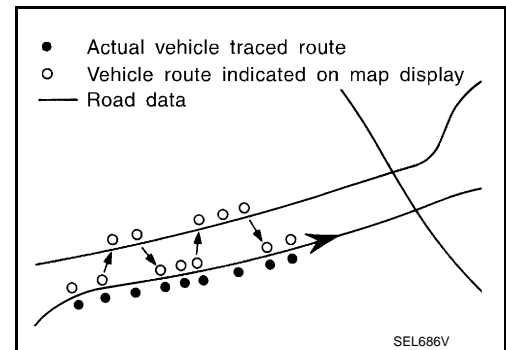 Actual vehicle traced route
Vehicle route indicated on map display
Road data
SEL686V